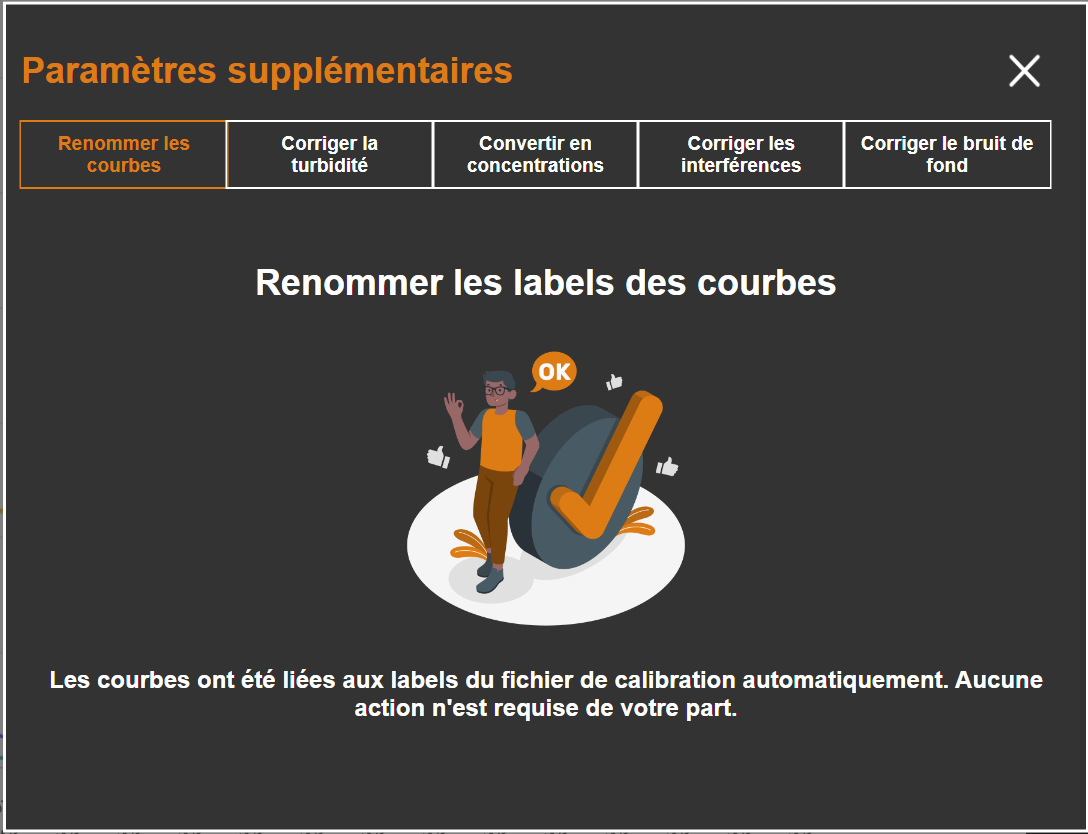 Paramètres supplémentaires
Renommer les
courbes
Corriger la
turbidité
Convertir en
concentrations
Corriger les
interférences
Corriger le bruit de
fond
Renommer les labels des courbes
OK
Les courbes ont été liées aux labels du fichier de calibration automatiquement. Aucune
action n'est requise de votre part.